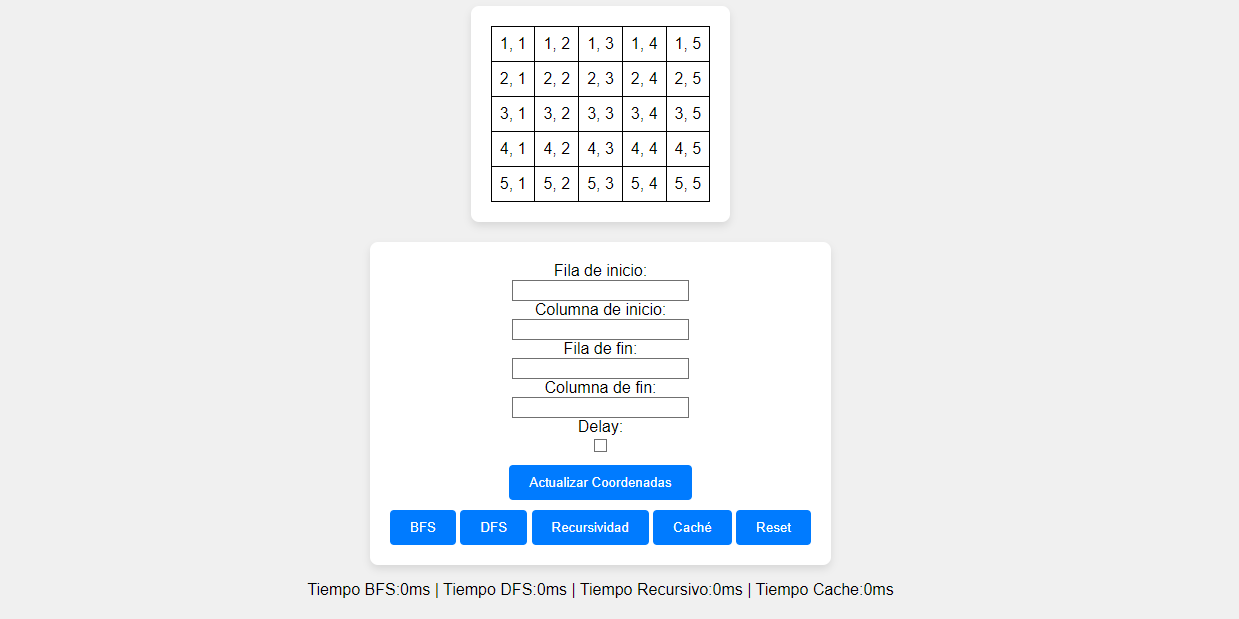 1, 1 1, 2 1, 3 1, 4 1, 5
2, 1 2, 2 2, 3 2, 4 2, 5
3, 1 3, 2 3, 3 3, 4 3, 5
4, 1 4, 2 4, 3 4, 4 4, 5
5, 1 5, 2 5, 3 5, 4 5, 5
Fila de inicio:
Columna de inicio:
Fila de fin:
Columna de fin:
Delay:
Actualizar Coordenadas
BFS DFS Recursividad Caché Reset
Tiempo BFS:0ms | Tiempo DFS:0ms | Tiempo Recursivo:0ms | Tiempo Cache:0ms